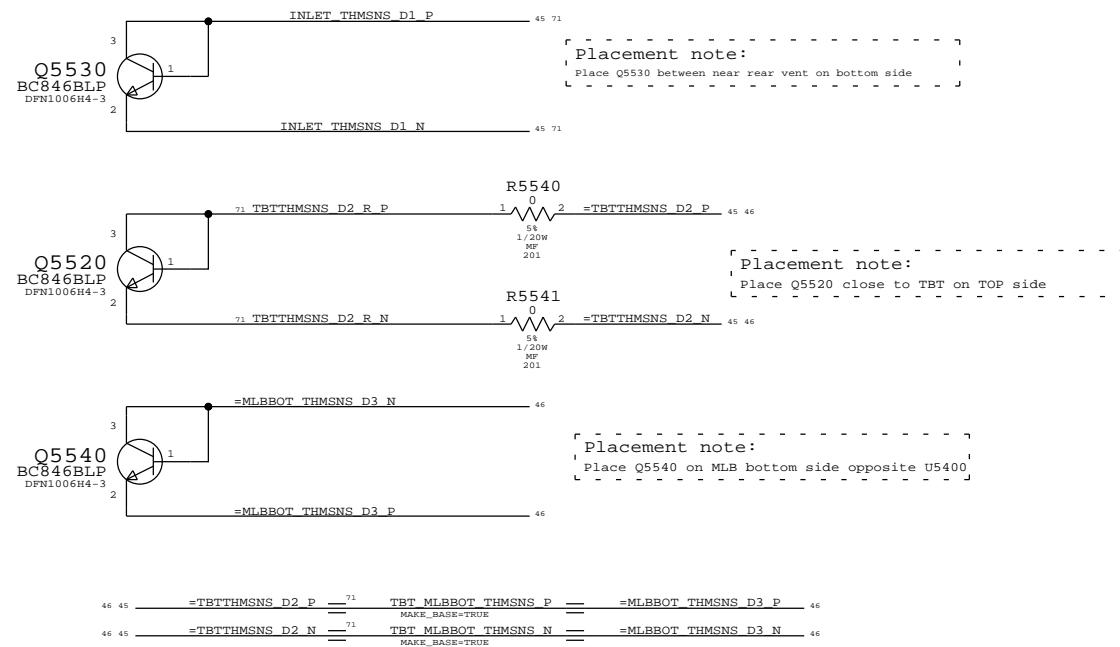 INLET_THMSNS_D1_P 45 71
3
Q5530 1
BC846BLP
DFN1006H4-3
2
INLET_THMSNS_D1_N 45 71
Placement note:
Place Q5530 between near rear vent on bottom side
R5540
0
71 TBTTHMSNS_D2_R_P 1 2 =TBTTHMSNS_D2_P 45 46
5%
1/20W
MF
201
3
Q5520 1
BC846BLP
DFN1006H4-3
2
Placement note:
Place Q5520 close to TBT on TOP side
R5541
0
71 TBTTHMSNS_D2_R_N 1 2 =TBTTHMSNS_D2_N 45 46
5%
1/20W
MF
201
=MLBBOT_THMSNS_D3_N 46
3
Q5540 1
BC846BLP
DFN1006H4-3
2
=MLBBOT_THMSNS_D3_P 46
Placement note:
Place Q5540 on MLB bottom side opposite U5400
46 45 =TBTTHMSNS_D2_P 71 TBT_MLBBOT_THMSNS_P =MLBBOT_THMSNS_D3_P 46
MAKE_BASE=TRUE
46 45 =TBTTHMSNS_D2_N 71 TBT_MLBBOT_THMSNS_N =MLBBOT_THMSNS_D3_N 46
MAKE_BASE=TRUE